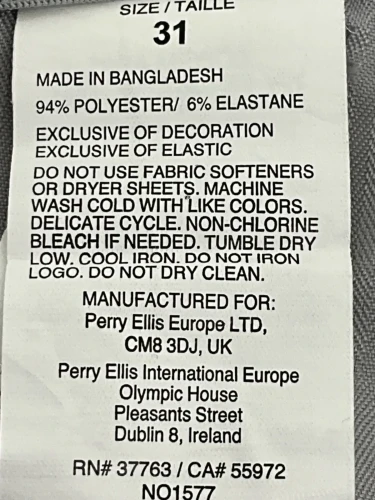 SIZE / TAILLE
31
MADE IN BANGLADESH
94% POLYESTER/ 6% ELASTANE
EXCLUSIVE OF DECORATION
EXCLUSIVE OF ELASTIC
DO NOT USE FABRIC SOFTENERS
OR DRYER SHEETS. MACHINE
WASH COLD WITH LIKE COLORS.
DELICATE CYCLE. NON-CHLORINE
BLEACH IF NEEDED. TUMBLE DRY
LOW. COOL IRON. DO NOT IRON
LOGO. DO NOT DRY CLEAN.
MANUFACTURED FOR:
Perry Ellis Europe LTD,
CM8 3DJ, UK
Perry Ellis International Europe
Olympic House
Pleasants Street
Dublin 8, Ireland
RN# 37763 / CA# 55972
NO1577